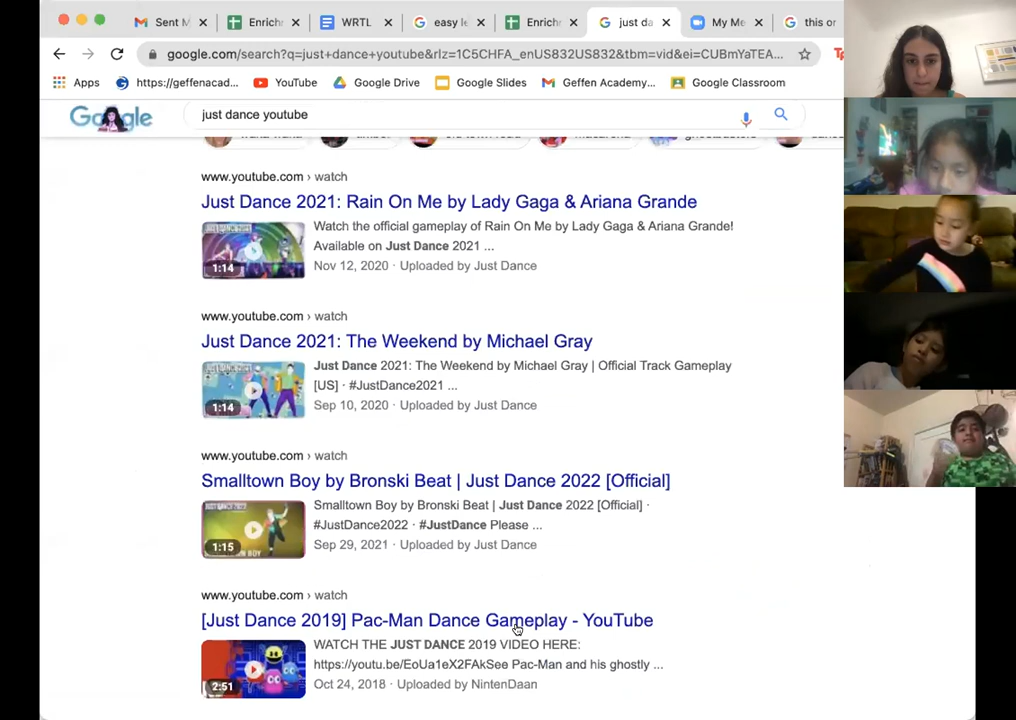 Sent M
Enrichr
WRTL
easy le
Enrichr
just da
My Me
this or
google.com/search?q=just+dance+youtube&rlz=1C5CHFA_enUS832US832&tbm=vid&ei=CUBmYaTEA...
Apps
https://geffenacad...
YouTube
Google Drive
Google Slides
Geffen Academy...
Google Classroom
just dance youtube
www.youtube.com › watch
Just Dance 2021: Rain On Me by Lady Gaga & Ariana Grande
Watch the official gameplay of Rain On Me by Lady Gaga & Ariana Grande!
Available on Just Dance 2021 ...
1:14
Nov 12, 2020 · Uploaded by Just Dance
www.youtube.com › watch
Just Dance 2021: The Weekend by Michael Gray
Just Dance 2021: The Weekend by Michael Gray | Official Track Gameplay
[US] · #JustDance2021 ...
1:14
Sep 10, 2020 · Uploaded by Just Dance
www.youtube.com › watch
Smalltown Boy by Bronski Beat | Just Dance 2022 [Official]
Smalltown Boy by Bronski Beat | Just Dance 2022 [Official] ·
#JustDance2022 · #JustDance Please ...
1:15
Sep 29, 2021 · Uploaded by Just Dance
www.youtube.com › watch
[Just Dance 2019] Pac-Man Dance Gameplay - YouTube
WATCH THE JUST DANCE 2019 VIDEO HERE:
https://youtu.be/EoUa1eX2FAkSee Pac-Man and his ghostly ...
2:51
Oct 24, 2018 · Uploaded by NintenDaan